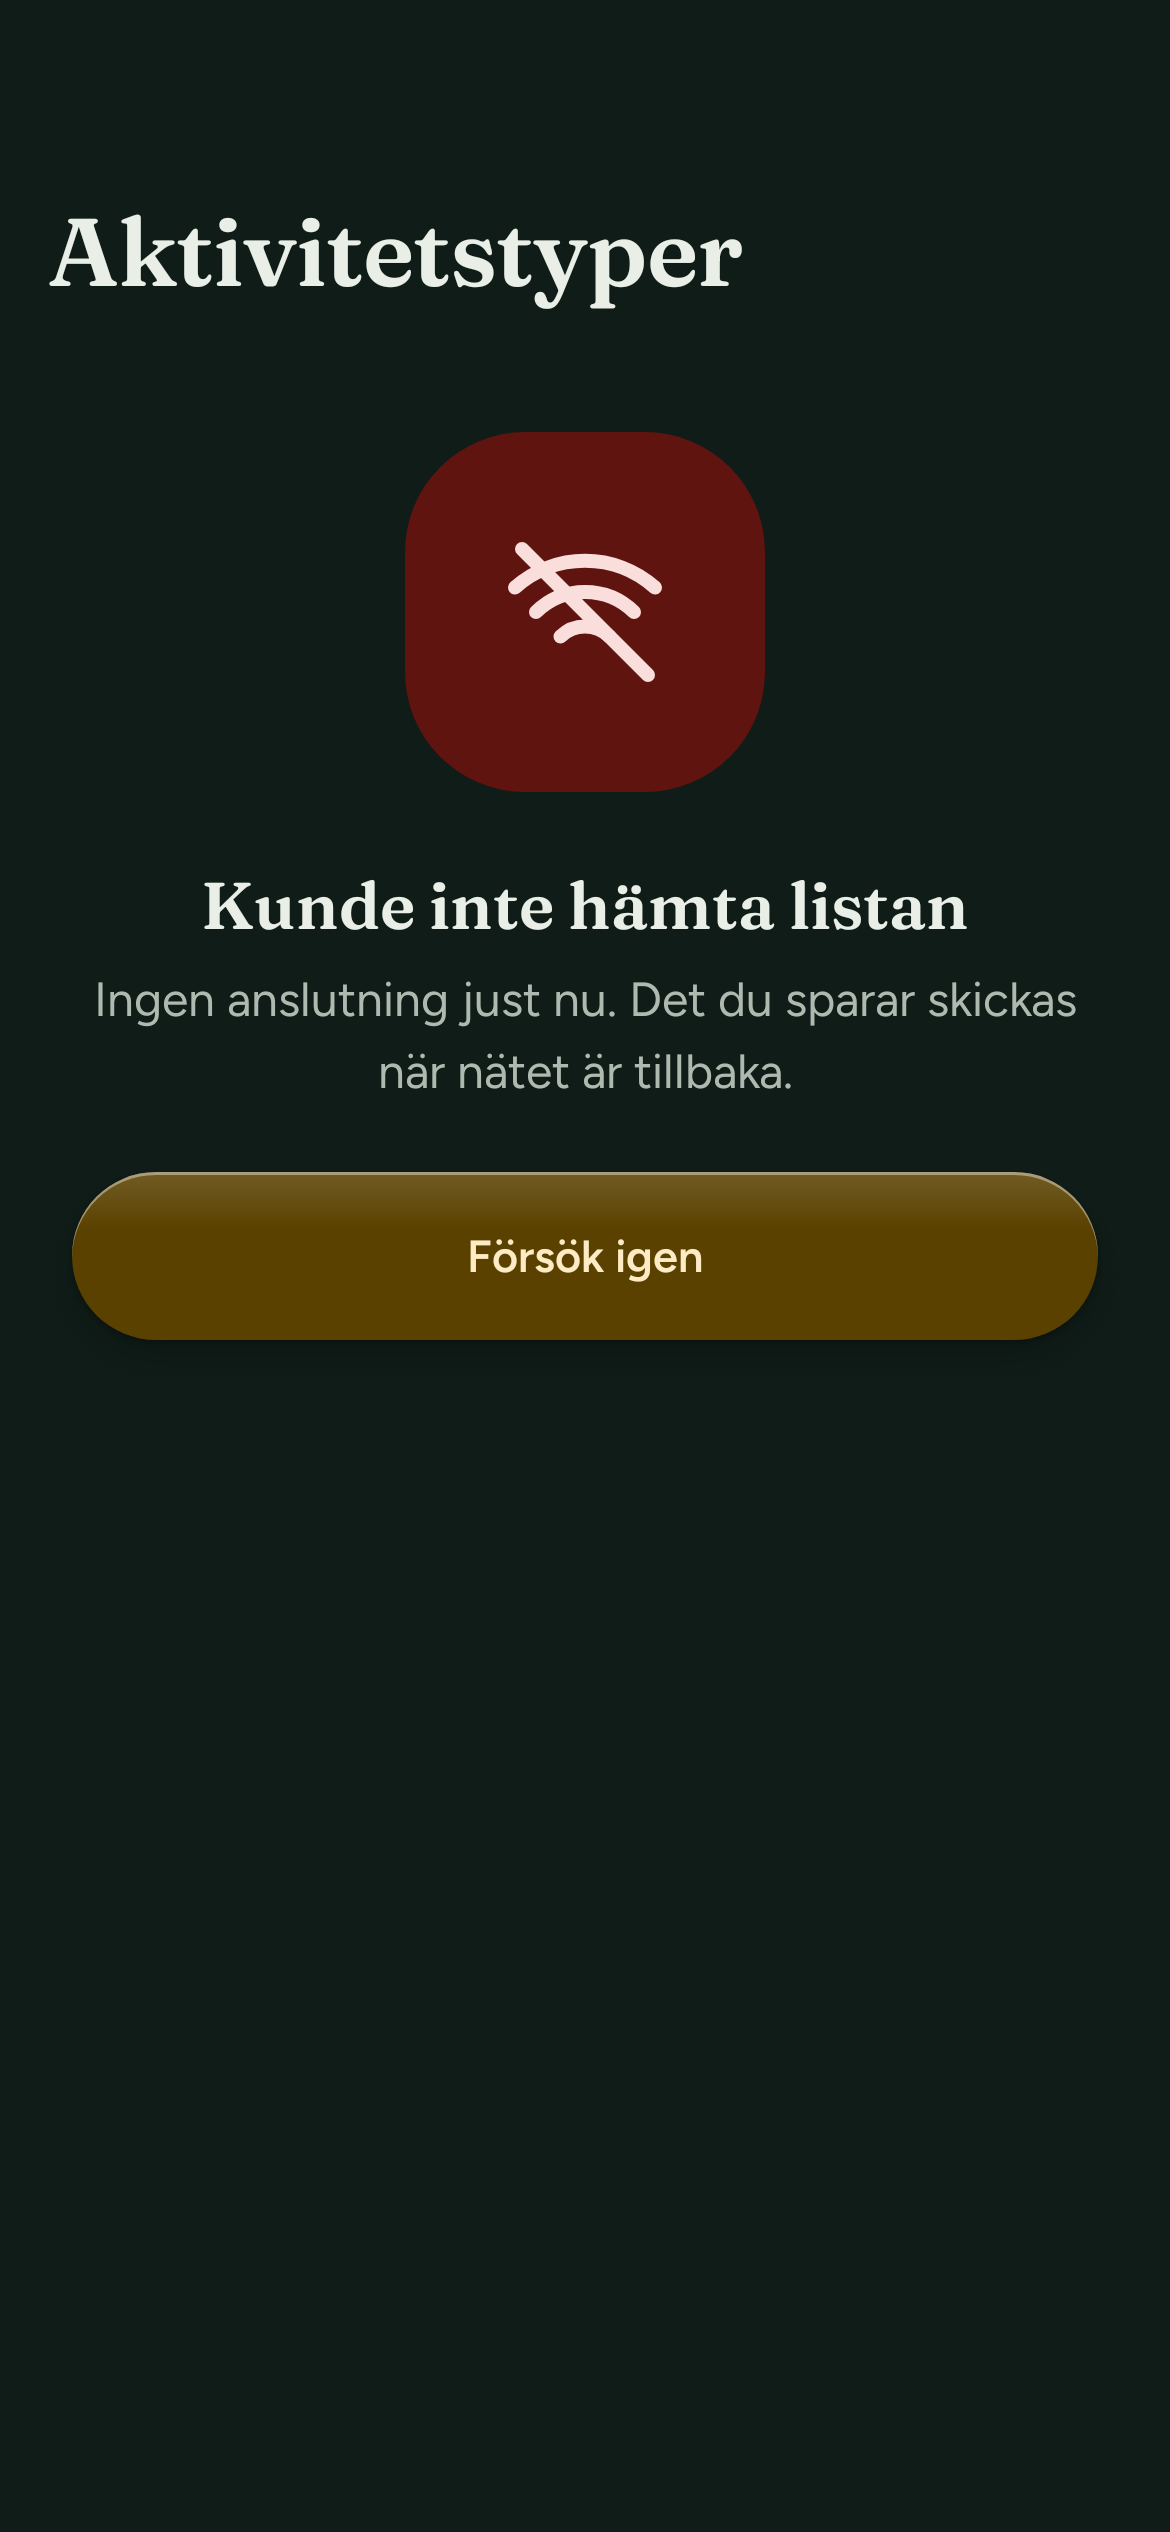 Aktivitetstyper
Kunde inte hämta listan
Ingen anslutning just nu. Det du sparar skickas
när nätet är tillbaka.
Försök igen